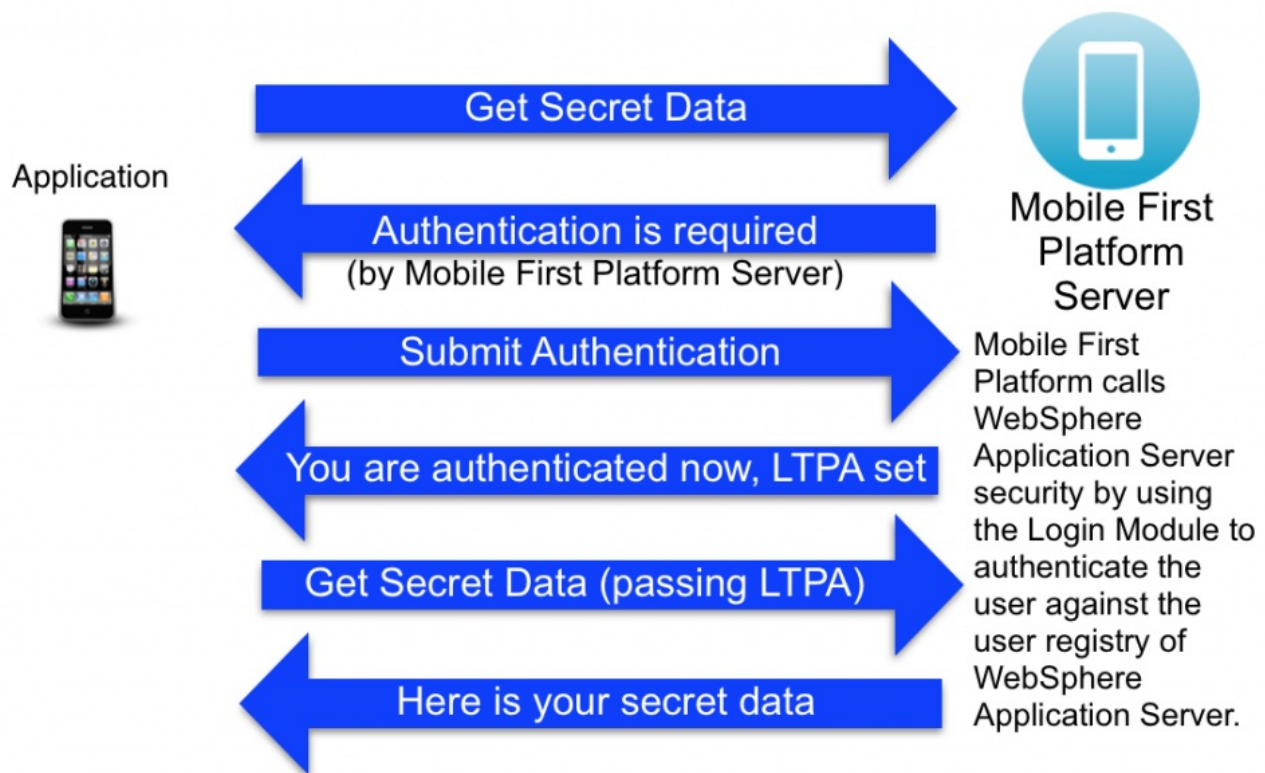 Get Secret Data
Application
Mobile First
Platform
Server
Authentication is required
(by Mobile First Platform Server)
Submit Authentication
Mobile First
Platform calls
WebSphere
Application Server
security by using
the Login Module to
authenticate the
user against the
user registry of
WebSphere
Application Server.
You are authenticated now, LTPA set
Get Secret Data (passing LTPA)
Here is your secret data